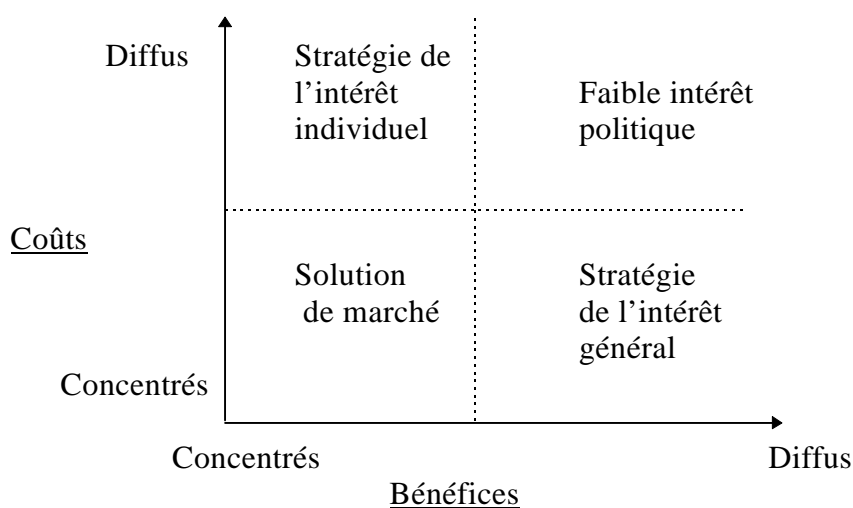 Diffus
Stratégie de
l’intérêt
individuel
Faible intérêt
politique
Coûts
Solution
de marché
Stratégie
de l’intérêt
général
Concentrés
Concentrés
Diffus
Bénéfices